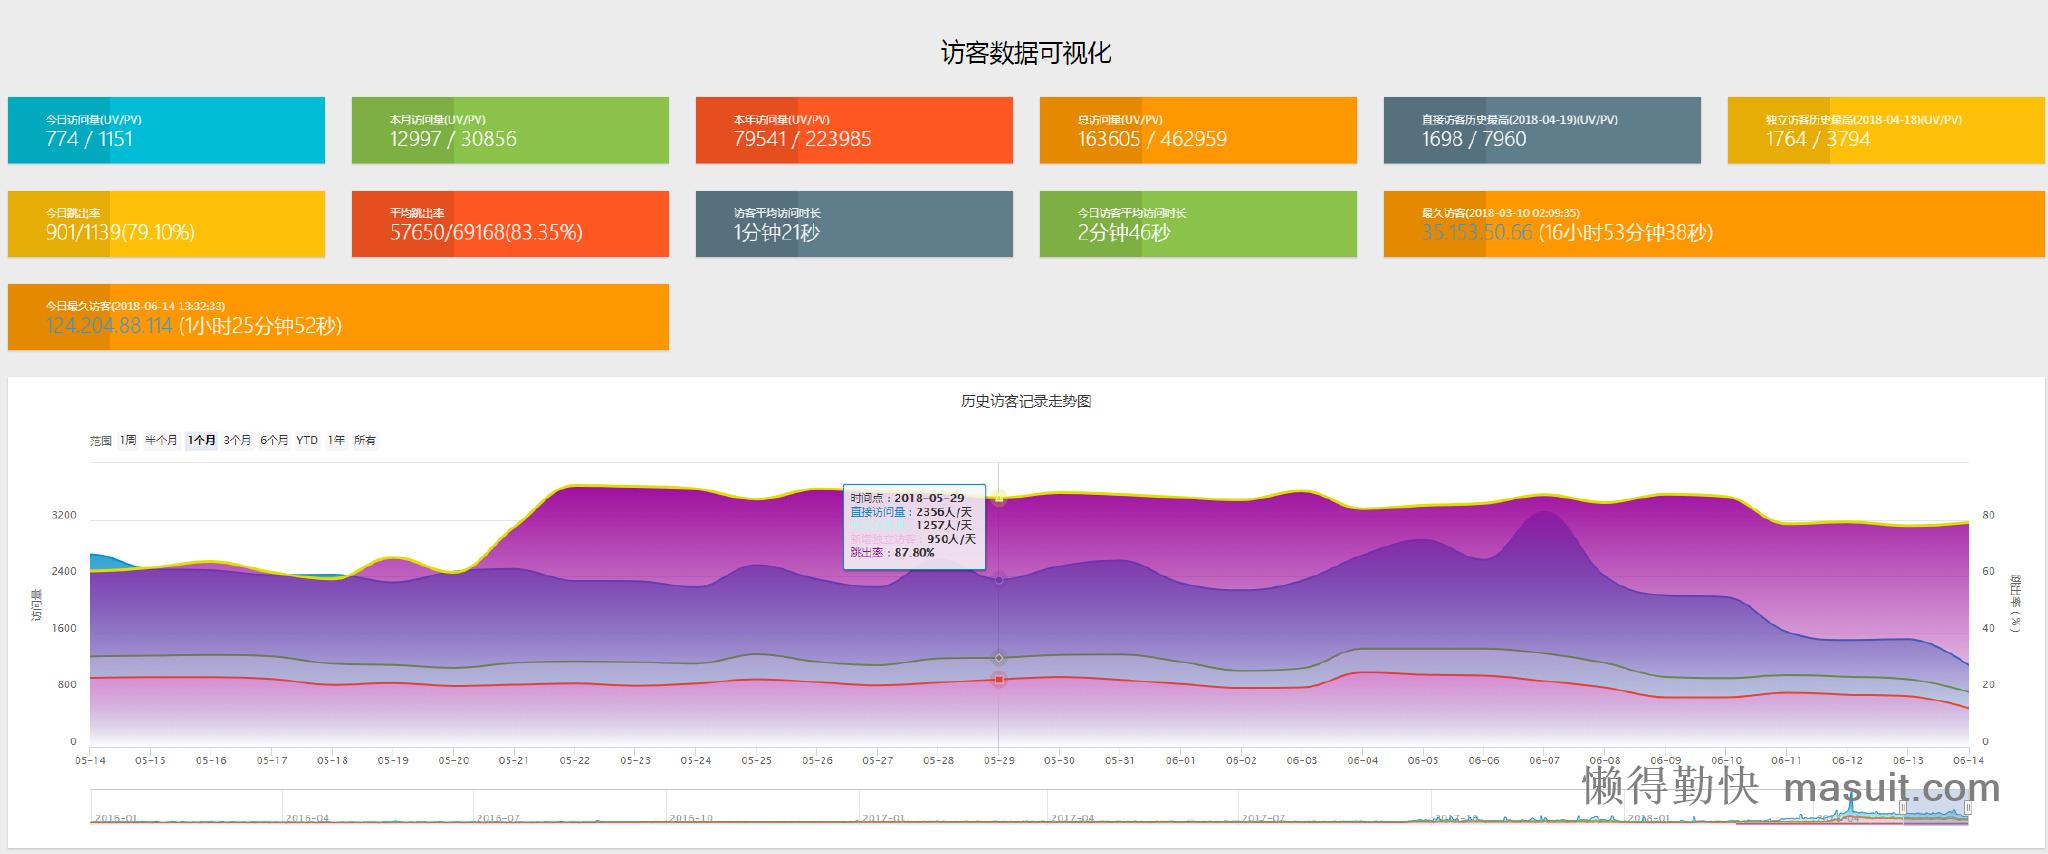 访客数据可视化
今日访问量(UV/PV)
774 / 1151
本月访问量(UV/PV)
12997 / 30856
本年访问量(UV/PV)
79541 / 223985
总访问量(UV/PV)
163605 / 462959
直接访客历史最高(2018-04-19)(UV/PV)
1698 / 7960
独立访客历史最高(2018-04-18)(UV/PV)
1764 / 3794
今日跳出率
901/1139(79.10%)
平均跳出率
57650/69168(83.35%)
访客平均访问时长
1分钟21秒
今日访客平均访问时长
2分钟46秒
最久访客(2018-03-10 02:09:35)
35.153.50.66 (16小时53分钟38秒)
今日最久访客(2018-06-14 13:32:33)
124.204.88.114 (1小时25分钟52秒)
历史访客记录走势图
范围 1周 半个月 1个月 3个月 6个月 YTD 1年 所有
时间点：2018-05-29
直接访问量：2356人/天
1257人/天
新增独立访客：950人/天
跳出率：87.80%
3200
2400
1600
800
0
访问量
80
60
40
20
0
跳出率（%）
05-14 05-15 05-16 05-17 05-18 05-19 05-20 05-21 05-22 05-23 05-24 05-25 05-26 05-27 05-28 05-29 05-30 05-31 06-01 06-02 06-03 06-04 06-05 06-06 06-07 06-08 06-09 06-10 06-11 06-12 06-13 06-14
懒得勤快 masuit.com
2016-01 2016-04 2016-07 2016-10 2017-01 2017-04 2017-07 2017-10 2018-01